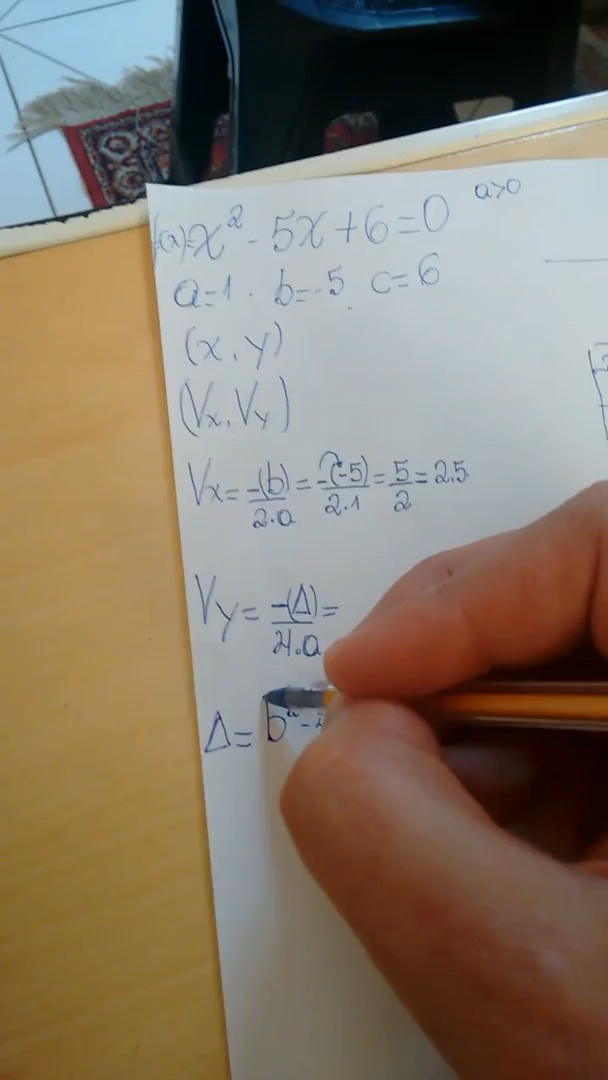 f(x)=x² - 5x + 6 = 0 a>0
a=1 . b=-5 c=6
(x, y)
(Vx, Vy)
Vx = -(b)/2.a = -(-5)/2.1 = 5/2 = 2,5
Vy = -(Δ)/4.a =
Δ = b² -